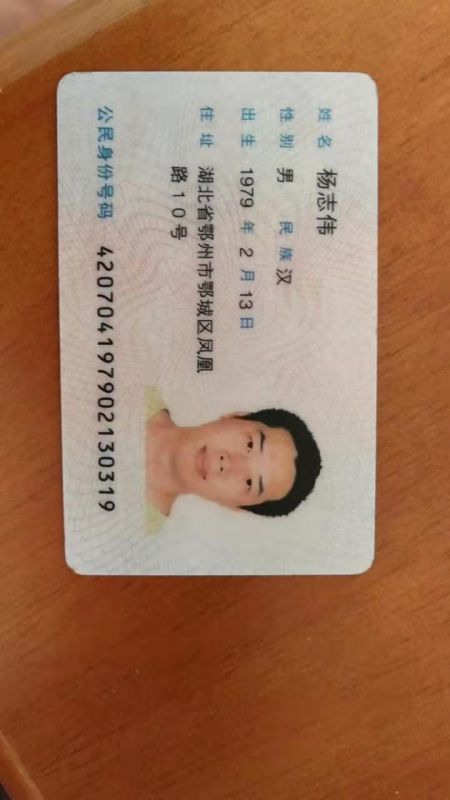 姓名 杨志伟
性别 男 民族 汉
出生 1979 年 2 月 13 日
住址 湖北省鄂州市鄂城区凤凰
路10号
公民身份号码 420704197902130319